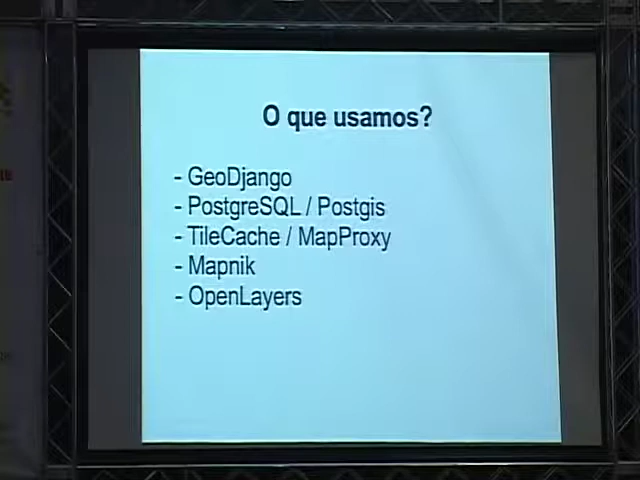 O que usamos?
- GeoDjango
- PostgreSQL / Postgis
- TileCache / MapProxy
- Mapnik
- OpenLayers